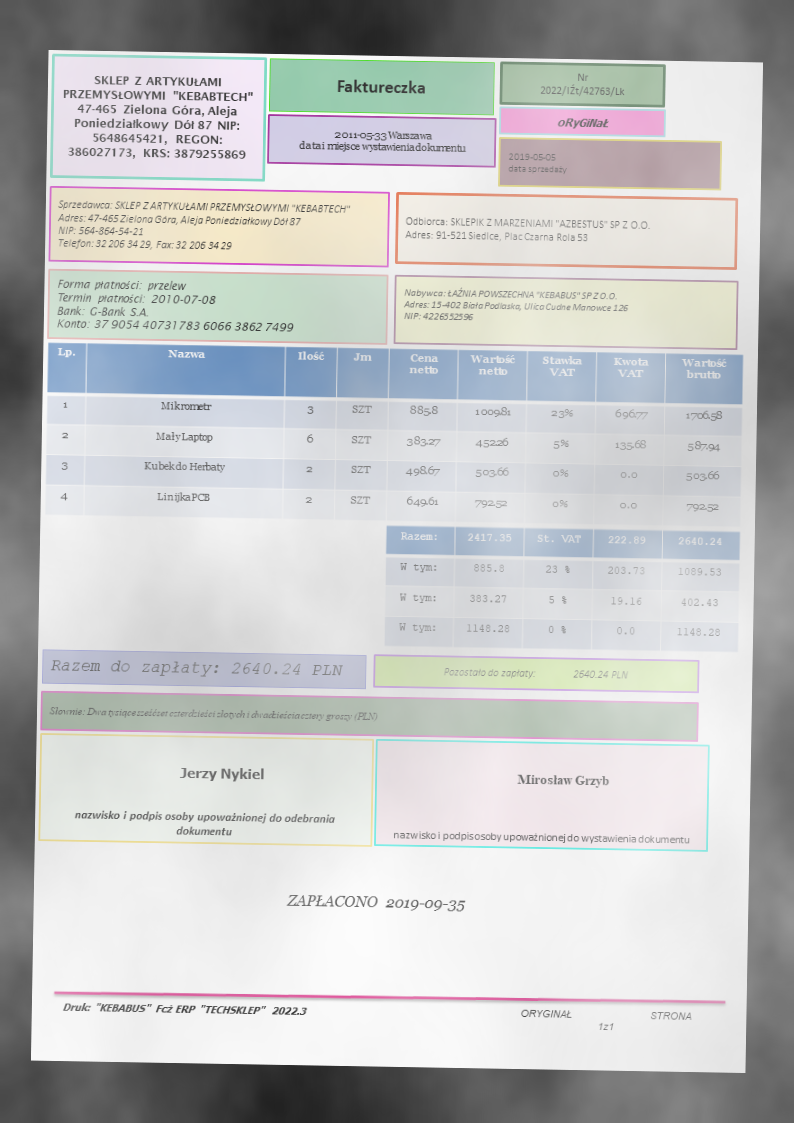 SKLEP Z ARTYKUŁAMI
PRZEMYSŁOWYMI "KEBABTECH"
47-465 Zielona Góra, Aleja
Poniedziałkowy Dół 87 NIP:
5648645421, REGON:
386027173, KRS: 3879255869
Faktureczka
2011-05-33 Warszawa
data i miejsce wystawienia dokumentu
Nr
2022/IŻt/42763/Lk
oRyGiNaŁ
2019-05-05
data sprzedaży
Sprzedawca: SKLEP Z ARTYKUŁAMI PRZEMYSŁOWYMI "KEBABTECH"
Adres: 47-465 Zielona Góra, Aleja Poniedziałkowy Dół 87
NIP: 564-864-54-21
Telefon: 32 206 34 29, Fax: 32 206 34 29
Odbiorca: SKLEPIK Z MARZENIAMI "AZBESTUS" SP Z O.O.
Adres: 91-521 Siedlce, Plac Czarna Rola 53
Forma płatności: przelew
Termin płatności: 2010-07-08
Bank: G-Bank S.A.
Konto: 37 9054 4073 1783 6066 3862 7499
Nabywca: ŁAŹNIA POWSZECHNA "KEBABUS" SP Z O.O.
Adres: 15-402 Biała Podlaska, Ulica Cudne Manowce 126
NIP: 4226552596
Lp. Nazwa Ilość Jm Cena netto Wartość netto Stawka VAT Kwota VAT Wartość brutto
1 Mikrometr 3 SZT 885.8 1009.81 23% 696.77 1706.58
2 Mały Laptop 6 SZT 383.27 452.26 5% 135.68 587.94
3 Kubek do Herbaty 2 SZT 498.67 503.66 0% 0.0 503.66
4 Linijka PCB 2 SZT 649.61 792.52 0% 0.0 792.52
Razem: 2417.35 St. VAT 222.89 2640.24
W tym: 885.8 23 % 203.73 1089.53
W tym: 383.27 5 % 19.16 402.43
W tym: 1148.28 0 % 0.0 1148.28
Razem do zapłaty: 2640.24 PLN
Pozostało do zapłaty: 2640.24 PLN
Słownie: Dwa tysiące sześćset czterdzieści złotych i dwadzieścia cztery groszy (PLN)
Jerzy Nykiel
nazwisko i podpis osoby upoważnionej do odebrania
dokumentu
Mirosław Grzyb
nazwisko i podpis osoby upoważnionej do wystawienia dokumentu
ZAPŁACONO 2019-09-35
Druk: "KEBABUS" Fcż ERP "TECHSKLEP" 2022.3
ORYGINAŁ STRONA
1 z 1